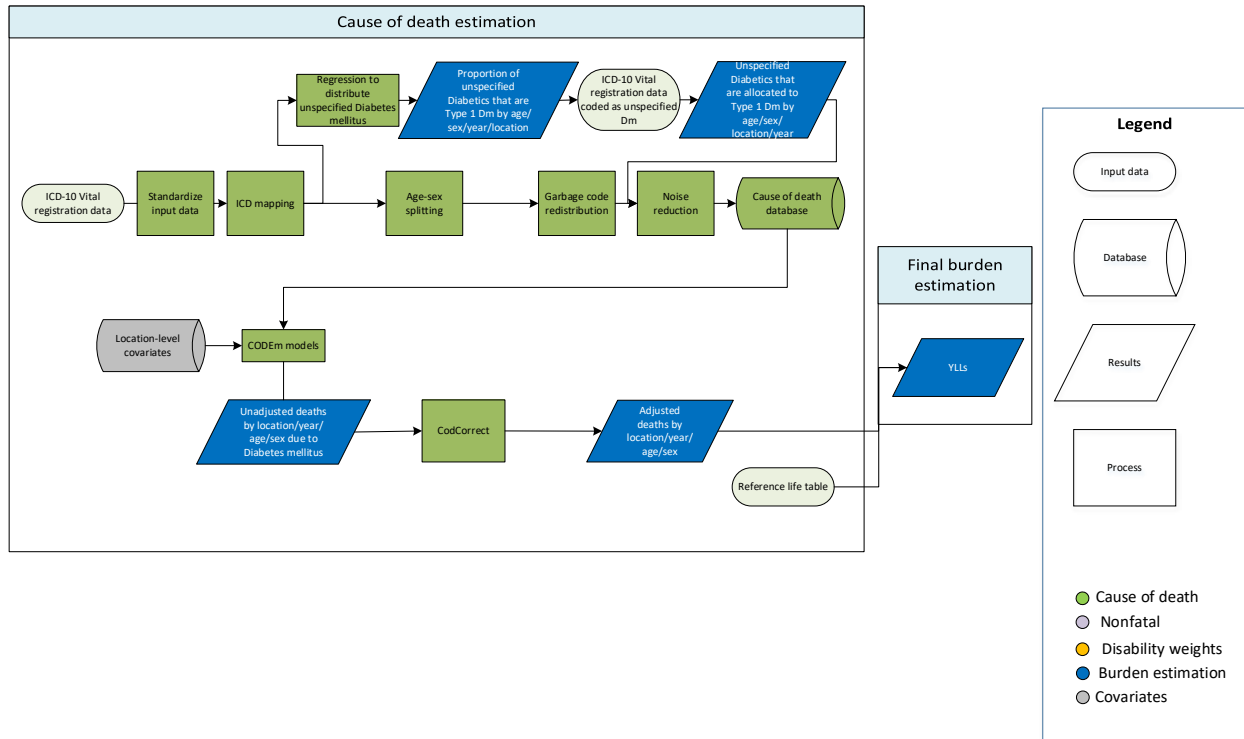 Cause of death estimation
Regression to
distribute
unspecified Diabetes
mellitus
Proportion of
unspecified
Diabetics that are
Type 1 Dm by age/
sex/year/location
ICD-10 Vital
registration data
coded as unspecified
Dm
Unspecified
Diabetics that
are allocated to
Type 1 Dm by
age/sex/
location/year
ICD-10 Vital
registration data
Standardize
input data
ICD mapping
Age-sex
splitting
Garbage code
redistribution
Noise
reduction
Cause of death
database
Location-level
covariates
CODEm models
Unadjusted deaths
by location/year/
age/sex due to
Diabetes mellitus
CodCorrect
Adjusted
deaths by
location/year/
age/sex
Reference life table
Final burden
estimation
YLLs
Legend
Input data
Database
Results
Process
Cause of death
Nonfatal
Disability weights
Burden estimation
Covariates